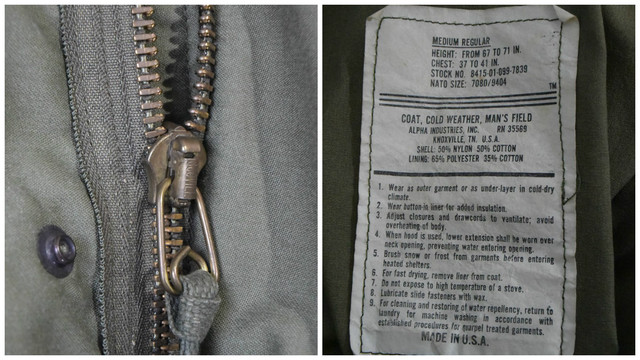 MEDIUM REGULAR
HEIGHT: FROM 67 TO 71 IN.
CHEST: 37 TO 41 IN.
STOCK NO. 8415-01-099-7839
NATO SIZE: 7080/9404
TM
COAT, COLD WEATHER, MAN'S FIELD
ALPHA INDUSTRIES, INC. RN 35569
KNOXVILLE, TN. U.S.A.
SHELL: 50% NYLON 50% COTTON
LINING: 65% POLYESTER 35% COTTON
1. Wear as outer garment or as under-layer in cold-dry
climate.
2. Wear button-in liner for added insulation.
3. Adjust closures and drawcords to ventilate; avoid
overheating of body.
4. When hood is used, lower extension shall be worn over
neck opening, preventing water entering opening.
5. Brush snow or frost from garments before entering
heated shelters.
6. For fast drying, remove liner from coat.
7. Do not expose to high temperature of a stove.
8. Lubricate slide fasteners with wax.
9. For cleaning and restoring of water repellency, return to
laundry for machine washing in accordance with
established procedures for quarpel treated garments.
MADE IN U.S.A.